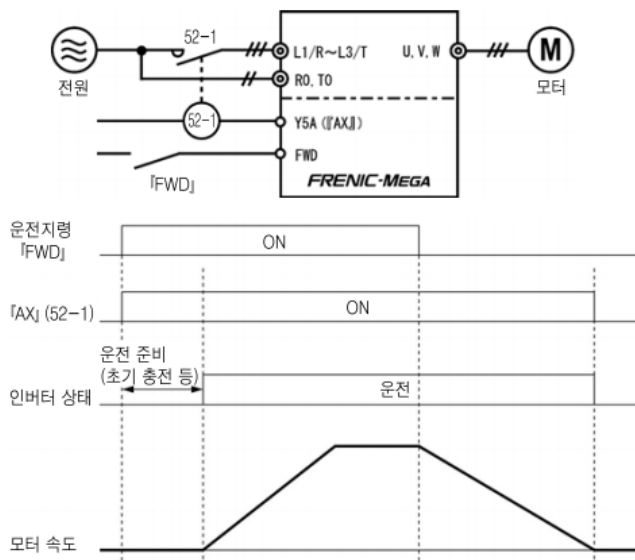 52-1
전원
L1/R~L3/T
U, V, W
M
모터
R0, T0
52-1
Y5A (『AX』)
FWD
『FWD』
FRENIC-MEGA
운전지령
『FWD』
ON
『AX』(52-1)
ON
운전 준비
(초기 충전 등)
인버터 상태
운전
모터 속도